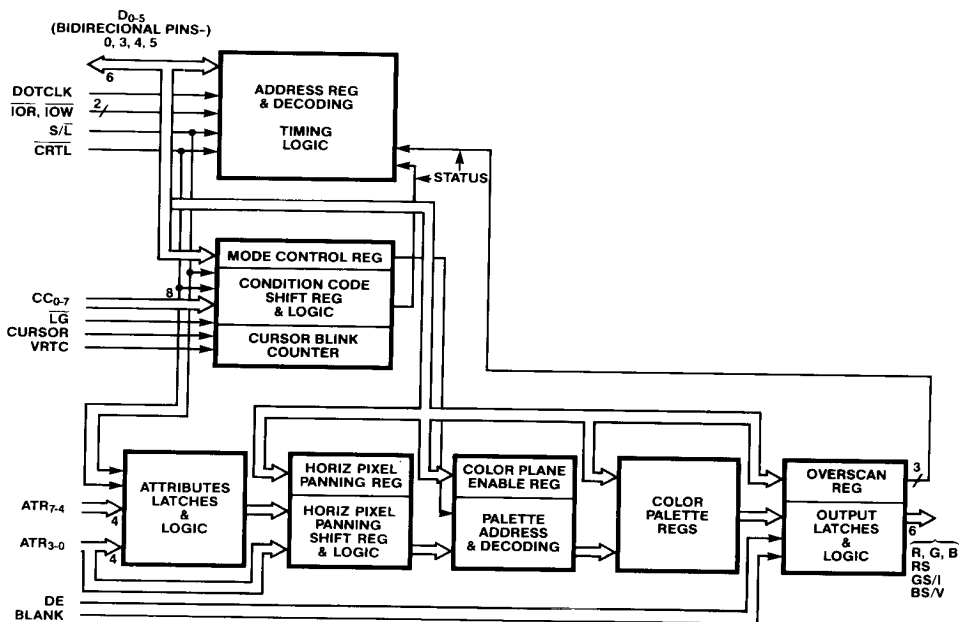 D0-5
(BIDIRECIONAL PINS-)
0, 3, 4, 5
6
DOTCLK
IOR, IOW
2
S/L
CRTL
ADDRESS REG
& DECODING
TIMING
LOGIC
STATUS
MODE CONTROL REG
CONDITION CODE
SHIFT REG
& LOGIC
CURSOR BLINK
COUNTER
8
CC0-7
LG
CURSOR
VRTC
ATTRIBUTES
LATCHES
&
LOGIC
HORIZ PIXEL
PANNING REG
HORIZ PIXEL
PANNING
SHIFT REG
& LOGIC
COLOR PLANE
ENABLE REG
PALETTE
ADDRESS
& DECODING
COLOR
PALETTE
REGS
OVERSCAN
REG
OUTPUT
LATCHES
&
LOGIC
3
6
R, G, B
RS
GS/I
BS/V
ATR7-4
4
ATR3-0
4
DE
BLANK